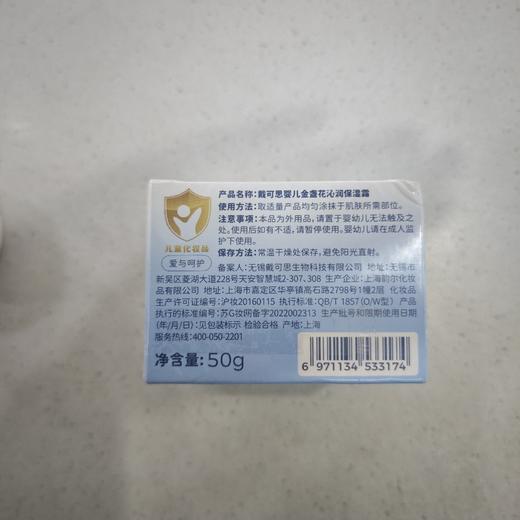 产品名称：戴可思婴儿金盏花沁润保湿露
使用方法：取适量产品均匀涂抹于肌肤所需部位。
注意事项：本品为外用品，请置于婴幼儿无法触及之
处。使用后如有不适，请暂停使用。婴幼儿请在成人监
护下使用。
保存方法：常温干燥处保存，避免阳光直射。
儿童化妆品
爱与呵护
备案人：无锡戴可思生物科技有限公司 地址：无锡市
新吴区菱湖大道228号天安智慧城2-307、308 生产企业：上海韵尔化妆
品有限公司 地址：上海市嘉定区华亭镇高石路2798号1幢2层 化妆品
生产许可证编号：沪妆20160115 执行标准：QB/T 1857（O/W型） 产品
执行的标准编号：苏G妆网备字2022002313 生产批号和限期使用日期
（年/月/日）：见包装标示 检验合格 产地：上海
服务热线：400-050-2201
净含量：50g
6 971134 533174